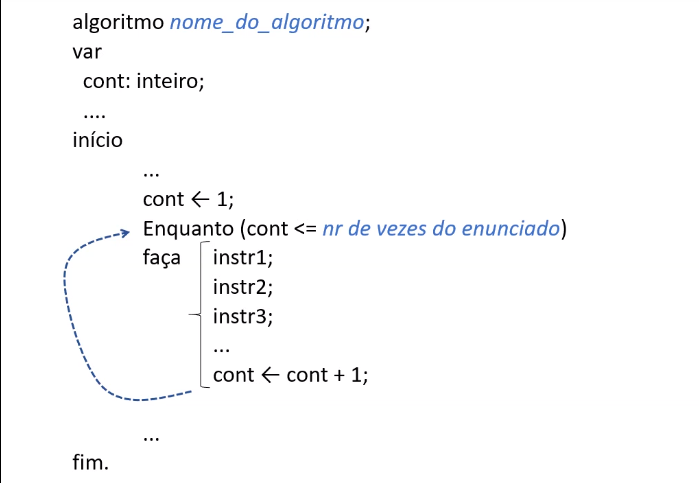 algoritmo nome_do_algoritmo;
var
cont: inteiro;
....
início
...
cont ← 1;
Enquanto (cont <= nr de vezes do enunciado)
faça instr1;
instr2;
instr3;
...
cont ← cont + 1;
...
fim.